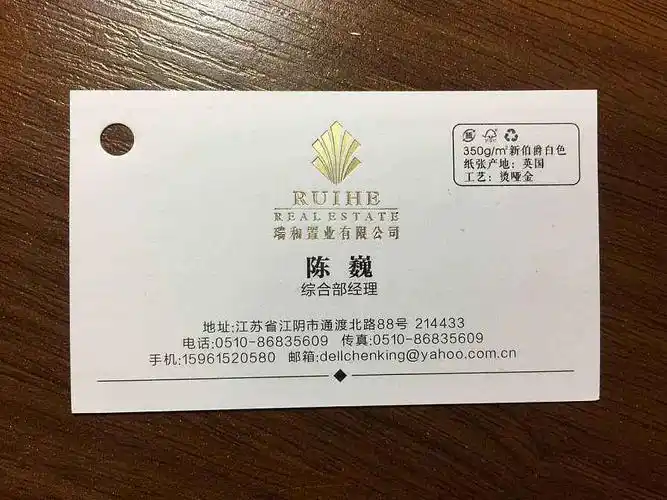 RUIHE
REAL ESTATE
瑞和置业有限公司
350g/㎡新伯爵白色
纸张产地：英国
工艺：烫哑金
陈 巍
综合部经理
地址:江苏省江阴市通渡北路88号 214433
电话:0510-86835609 传真:0510-86835609
手机:15961520580 邮箱:dellchenking@yahoo.com.cn